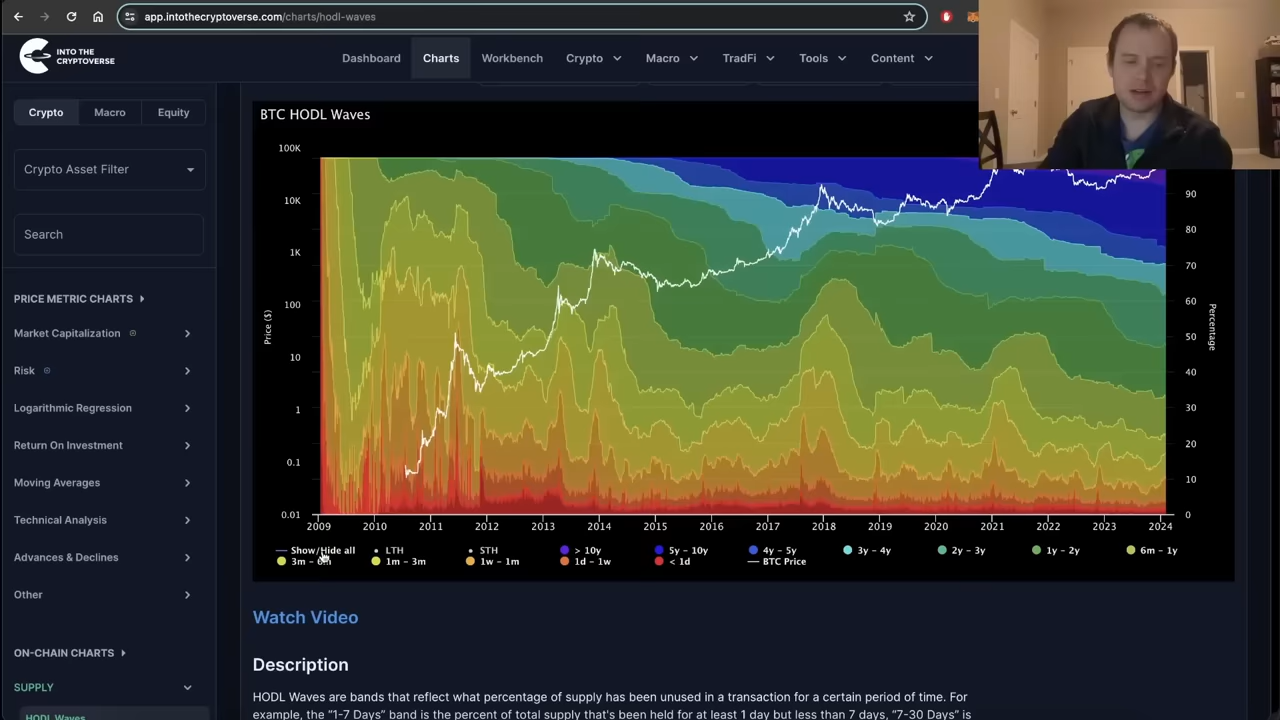 app.intothecryptoverse.com/charts/hodl-waves
INTO THE
CRYPTOVERSE
Dashboard
Charts
Workbench
Crypto
Macro
TradFi
Tools
Content
Crypto
Macro
Equity
Crypto Asset Filter
Search
PRICE METRIC CHARTS
Market Capitalization
Risk
Logarithmic Regression
Return On Investment
Moving Averages
Technical Analysis
Advances & Declines
Other
ON-CHAIN CHARTS
SUPPLY
HODL Waves
BTC HODL Waves
100K
10K
1K
100
10
1
0.1
0.01
Price ($)
90
80
70
60
50
40
30
20
10
0
Percentage
2009 2010 2011 2012 2013 2014 2015 2016 2017 2018 2019 2020 2021 2022 2023 2024
Show/Hide all LTH STH > 10y 5y - 10y 4y - 5y 3y - 4y 2y - 3y 1y - 2y 6m - 1y
3m - 6m 1m - 3m 1w - 1m 1d - 1w < 1d BTC Price
Watch Video
Description
HODL Waves are bands that reflect what percentage of supply has been unused in a transaction for a certain period of time. For
example, the "1-7 Days" band is the percent of total supply that's been held for at least 1 day but less than 7 days, "7-30 Days" is